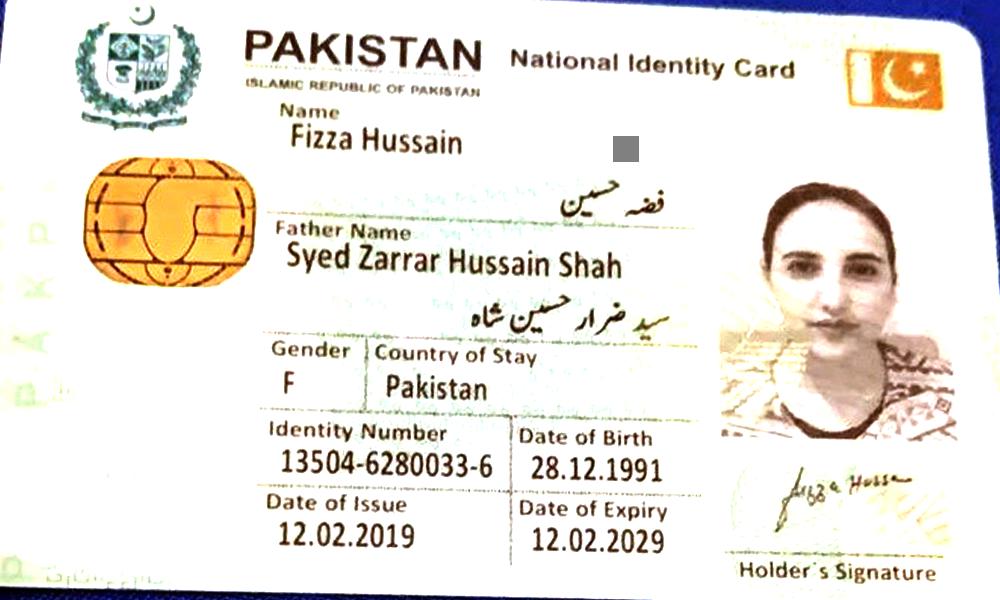 PAKISTAN National Identity Card
ISLAMIC REPUBLIC OF PAKISTAN
Name
Fizza Hussain
فضہ حسین
Father Name
Syed Zarrar Hussain Shah
سید ضرار حسین شاہ
Gender Country of Stay
F Pakistan
Identity Number Date of Birth
13504-6280033-6 28.12.1991
Date of Issue Date of Expiry
12.02.2019 12.02.2029
Fizza Hussa
Holder's Signature